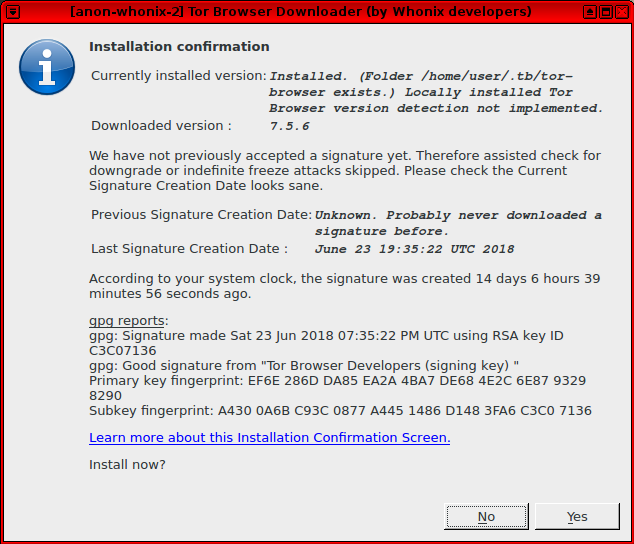 [anon-whonix-2] Tor Browser Downloader (by Whonix developers)
Installation confirmation
Currently installed version: Installed. (Folder /home/user/.tb/tor-
browser exists.) Locally installed Tor
Browser version detection not implemented.
Downloaded version : 7.5.6
We have not previously accepted a signature yet. Therefore assisted check for
downgrade or indefinite freeze attacks skipped. Please check the Current
Signature Creation Date looks sane.
Previous Signature Creation Date: Unknown. Probably never downloaded a
signature before.
Last Signature Creation Date : June 23 19:35:22 UTC 2018
According to your system clock, the signature was created 14 days 6 hours 39
minutes 56 seconds ago.
gpg reports:
gpg: Signature made Sat 23 Jun 2018 07:35:22 PM UTC using RSA key ID
C3C07136
gpg: Good signature from "Tor Browser Developers (signing key) "
Primary key fingerprint: EF6E 286D DA85 EA2A 4BA7 DE68 4E2C 6E87 9329
8290
Subkey fingerprint: A430 0A6B C93C 0877 A445 1486 D148 3FA6 C3C0 7136
Learn more about this Installation Confirmation Screen.
Install now?
No Yes